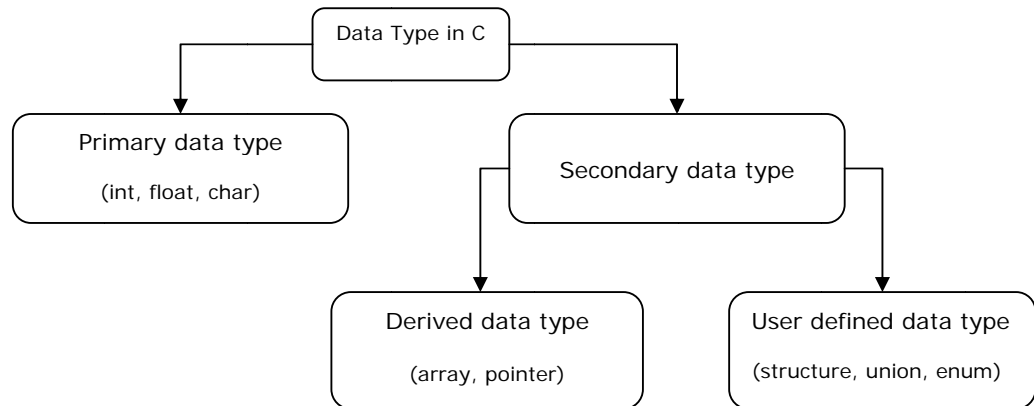 Data Type in C
Primary data type
(int, float, char)
Secondary data type
Derived data type
(array, pointer)
User defined data type
(structure, union, enum)